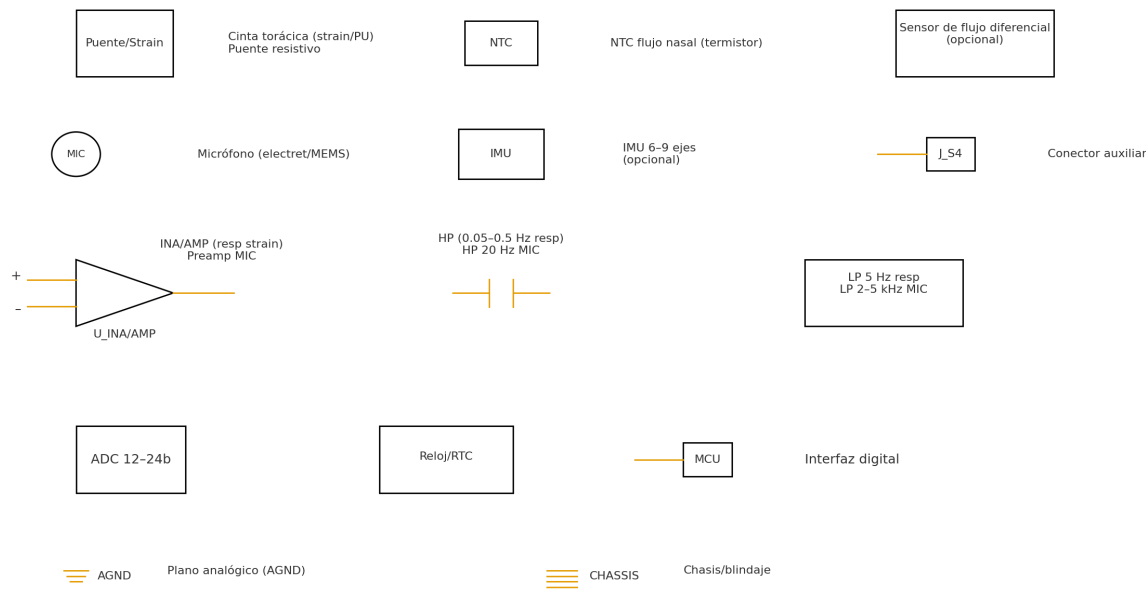 Puente/Strain
Cinta torácica (strain/PU)
Puente resistivo
NTC
NTC flujo nasal (termistor)
Sensor de flujo diferencial
(opcional)
MIC
Micrófono (electret/MEMS)
IMU
IMU 6–9 ejes
(opcional)
J_S4
Conector auxiliar
INA/AMP (resp strain)
Preamp MIC
+
–
U_INA/AMP
HP (0.05–0.5 Hz resp)
HP 20 Hz MIC
LP 5 Hz resp
LP 2–5 kHz MIC
ADC 12–24b
Reloj/RTC
MCU
Interfaz digital
AGND
Plano analógico (AGND)
CHASSIS
Chasis/blindaje